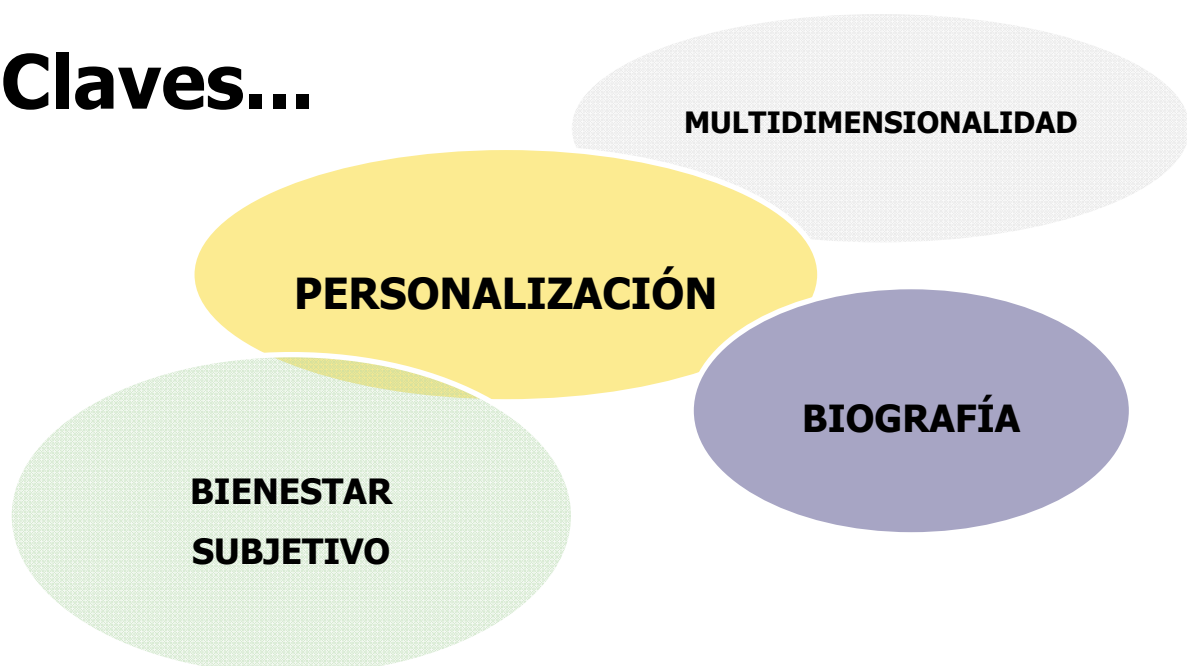 Claves...
MULTIDIMENSIONALIDAD
PERSONALIZACIÓN
BIOGRAFÍA
BIENESTAR
SUBJETIVO